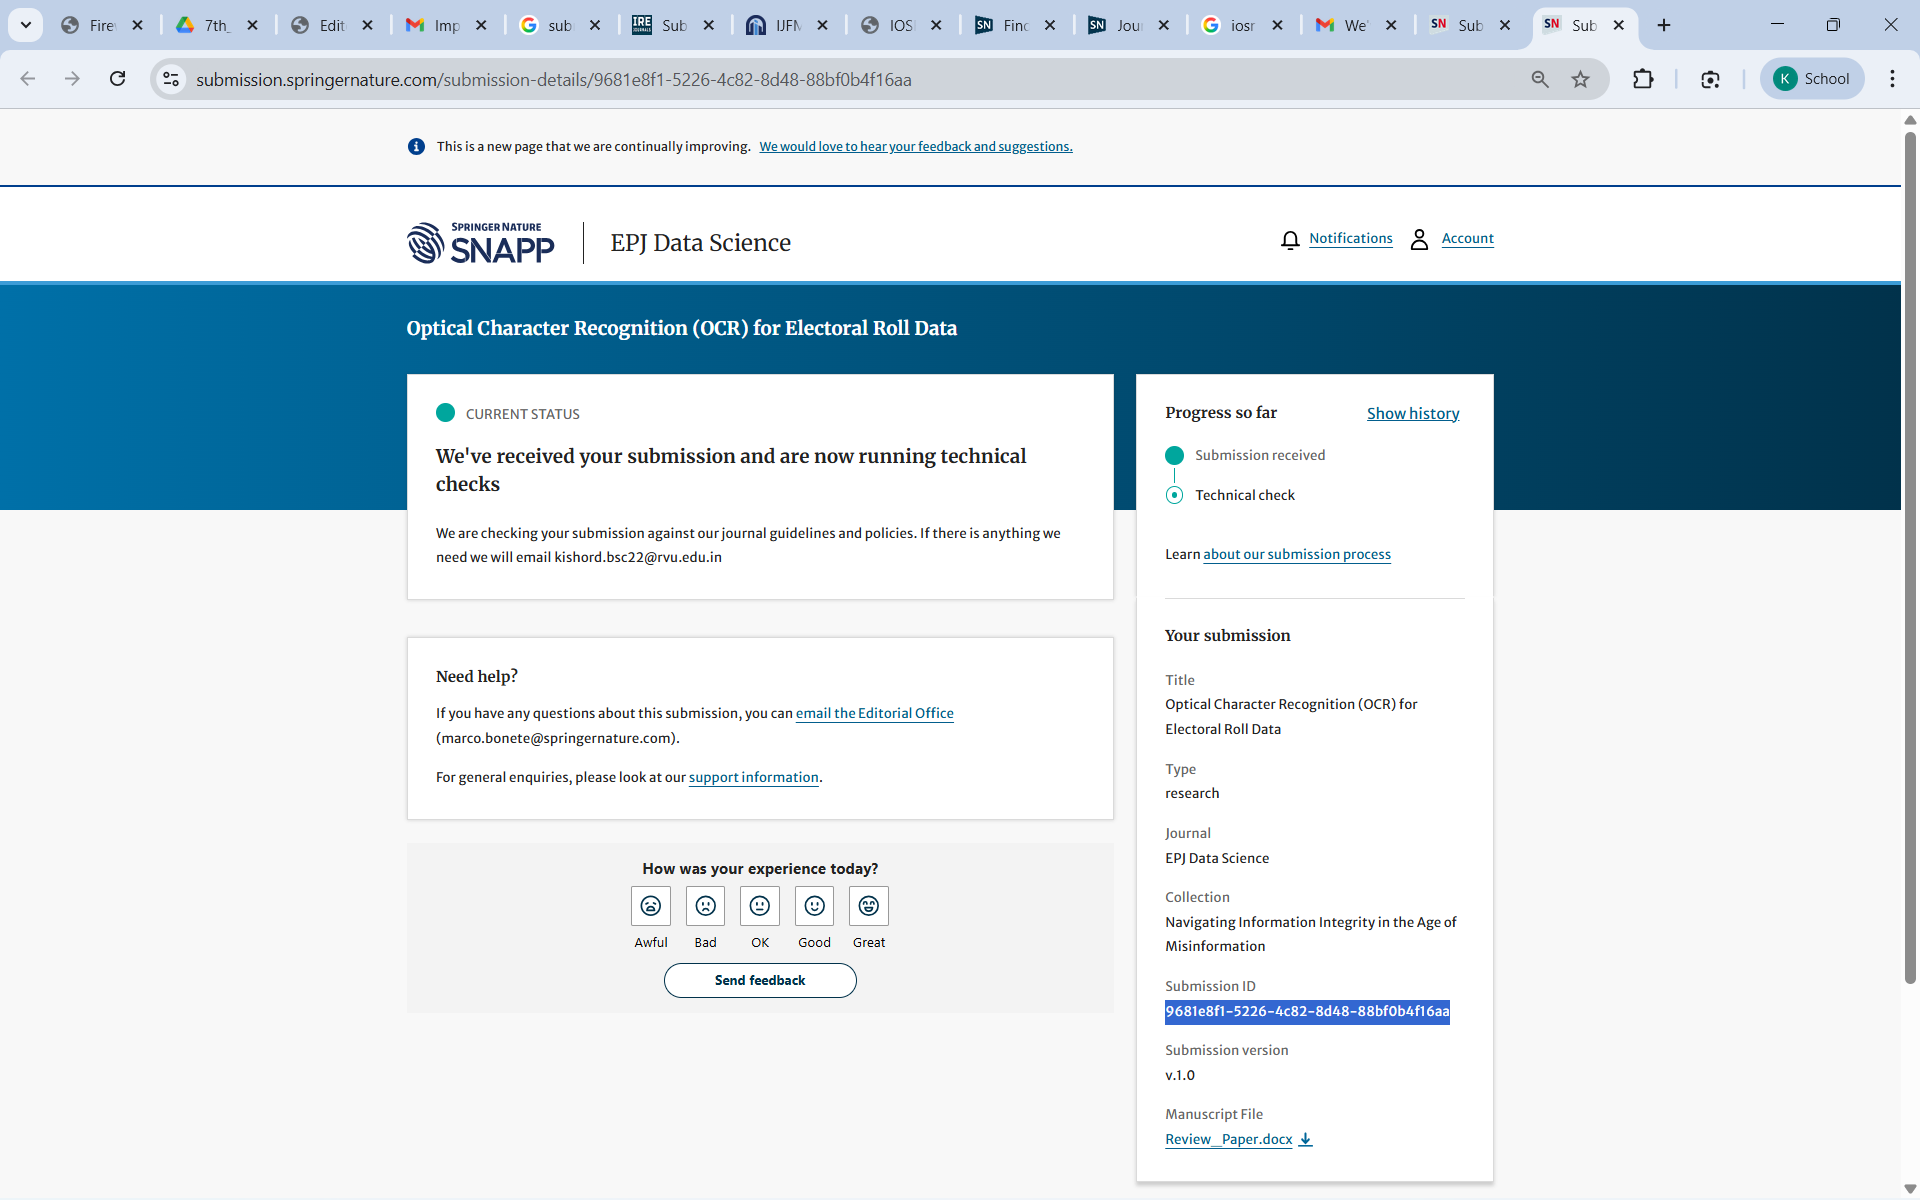 Firew
7th_
Edit
Imp
sub
Sub
IJFM
IOSI
Finc
Jou
iosr
We'
Sub
Sub
submission.springernature.com/submission-details/9681e8f1-5226-4c82-8d48-88bf0b4f16aa
K School
This is a new page that we are continually improving. We would love to hear your feedback and suggestions.
SPRINGER NATURE
SNAPP
EPJ Data Science
Notifications
Account
Optical Character Recognition (OCR) for Electoral Roll Data
CURRENT STATUS
We've received your submission and are now running technical
checks
We are checking your submission against our journal guidelines and policies. If there is anything we
need we will email kishord.bsc22@rvu.edu.in
Need help?
If you have any questions about this submission, you can email the Editorial Office
(marco.bonete@springernature.com).
For general enquiries, please look at our support information.
How was your experience today?
Awful Bad OK Good Great
Send feedback
Progress so far
Show history
Submission received
Technical check
Learn about our submission process
Your submission
Title
Optical Character Recognition (OCR) for
Electoral Roll Data
Type
research
Journal
EPJ Data Science
Collection
Navigating Information Integrity in the Age of
Misinformation
Submission ID
9681e8f1-5226-4c82-8d48-88bf0b4f16aa
Submission version
v.1.0
Manuscript File
Review_Paper.docx